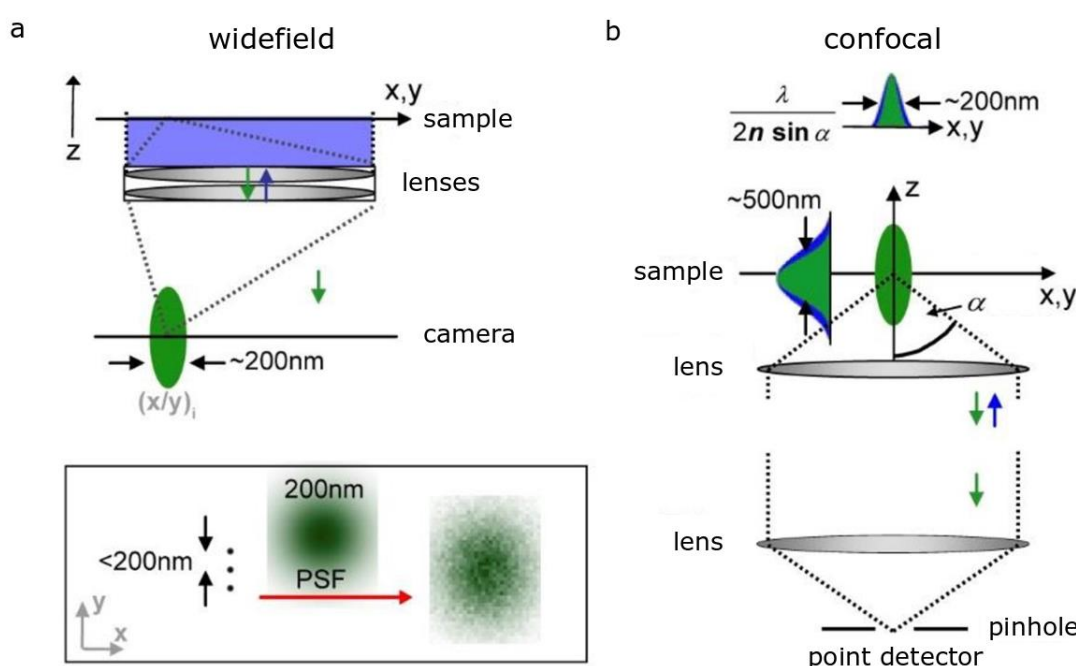 a
widefield
z
x,y
sample
lenses
camera
~200nm
(x/y)i
200nm
<200nm
PSF
y
x
b
confocal
λ
2n sin α
~200nm
x,y
z
~500nm
sample
x,y
α
lens
lens
pinhole
point detector